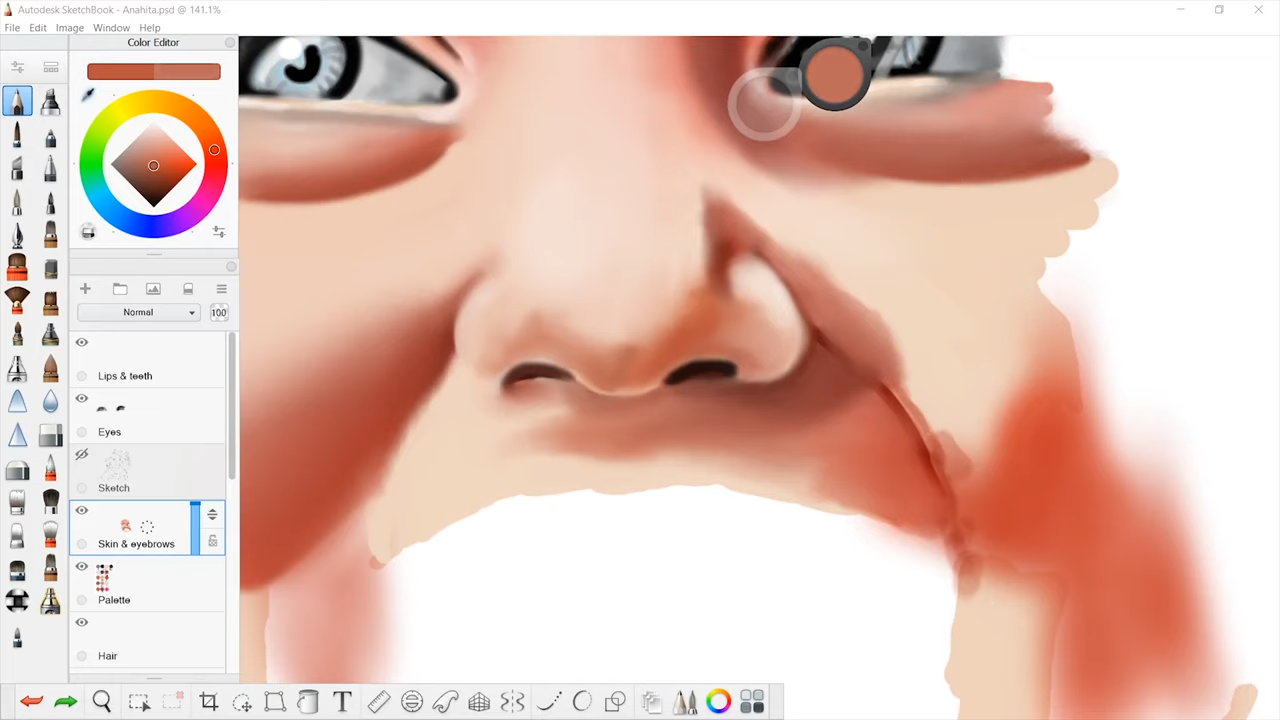 Autodesk SketchBook - Anahita.psd @ 141.1%
File Edit Image Window Help
Color Editor
Normal 100
Lips & teeth
Eyes
Sketch
Skin & eyebrows
Palette
Hair
T